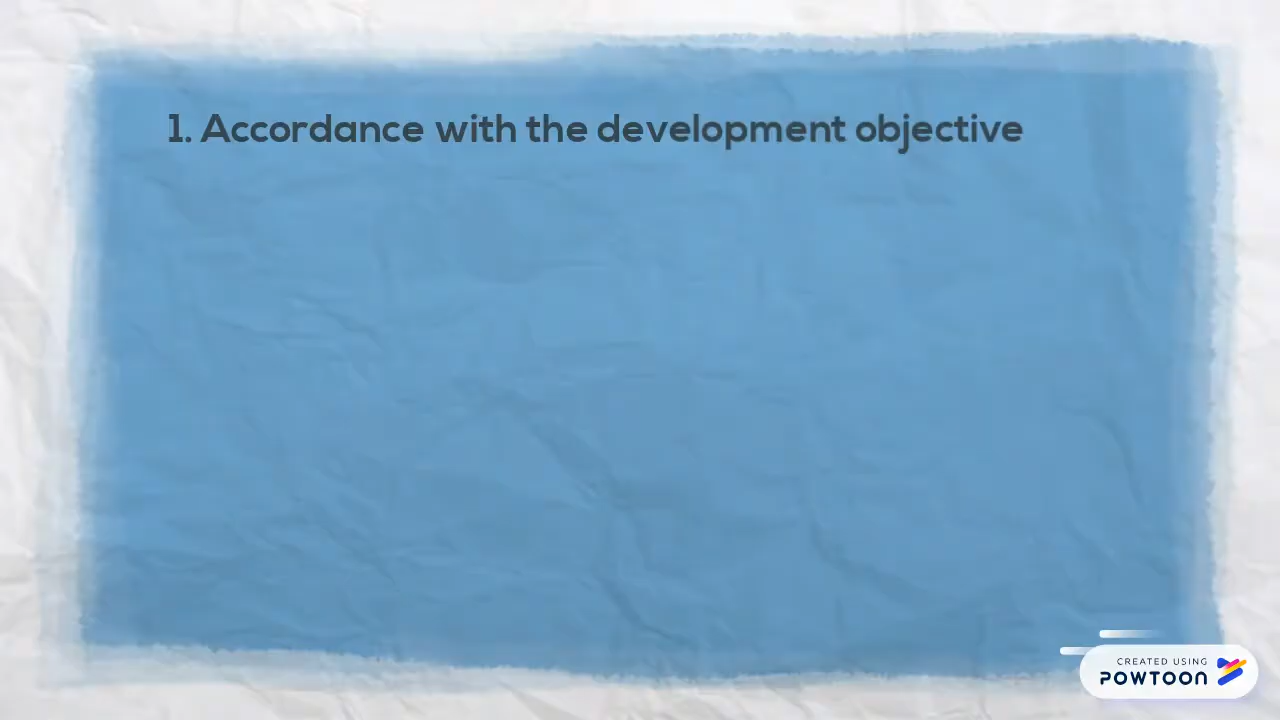 1. Accordance with the development objective
CREATED USING
POWTOON